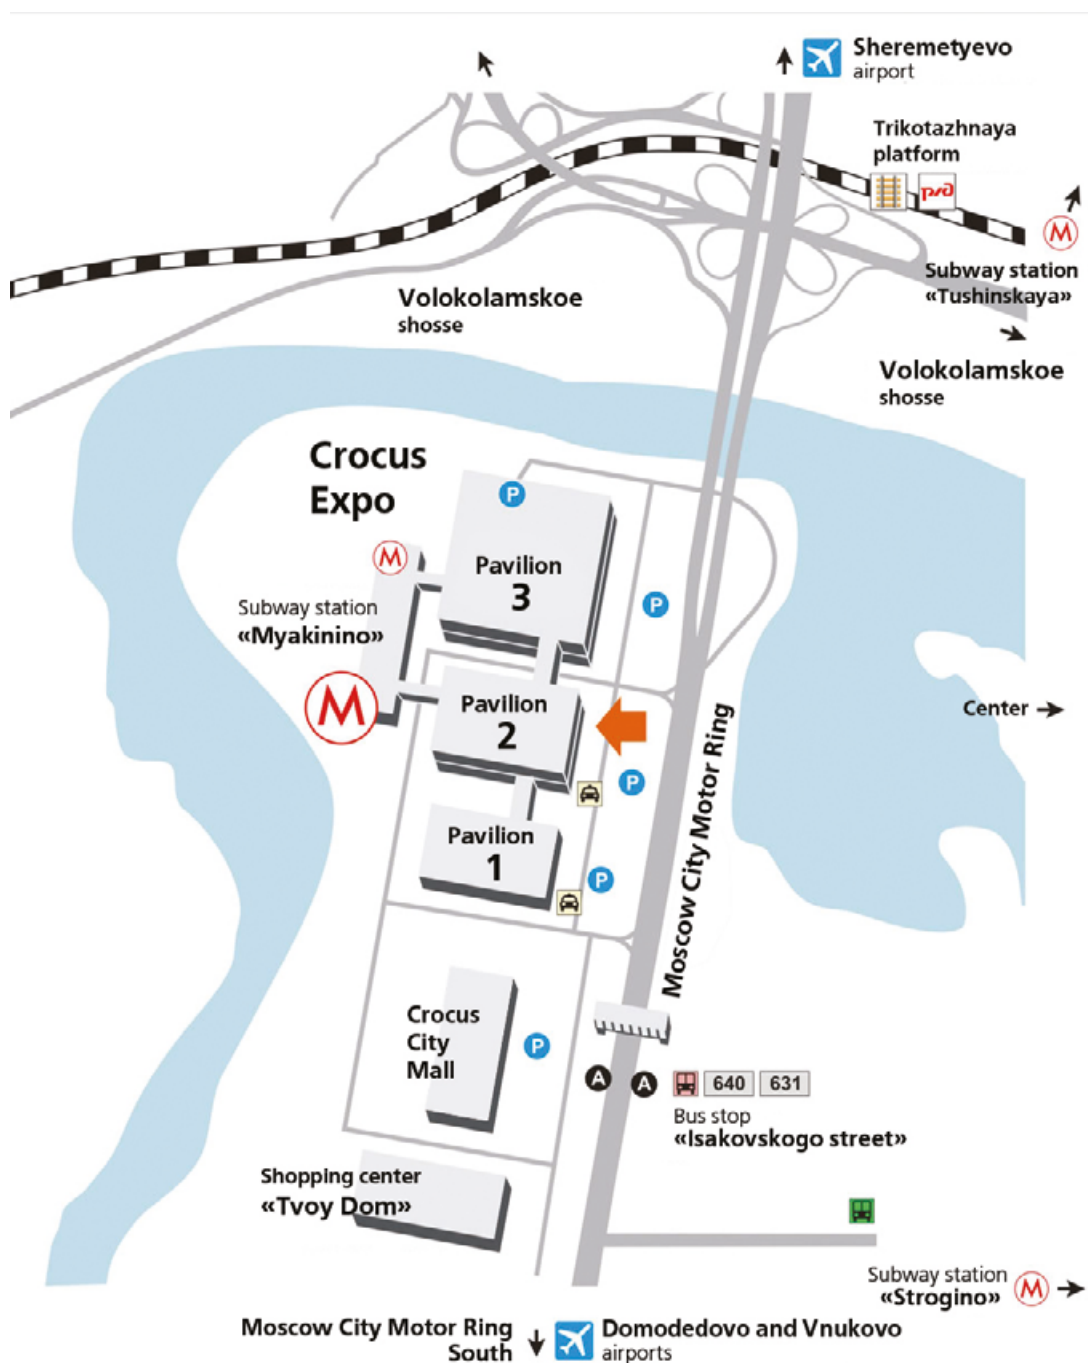 Sheremetyevo
airport
Trikotazhnaya
platform
pyd
M
Subway station
«Tushinskaya»
Volokolamskoe
shosse
Volokolamskoe
shosse
Crocus
Expo
P
M
Pavilion
3
P
Subway station
«Myakinino»
M
Pavilion
2
Center
Moscow City Motor Ring
P
Pavilion
1
P
Crocus
City
Mall
P
A
A
640
631
Bus stop
«Isakovskogo street»
Shopping center
«Tvoy Dom»
Subway station
«Strogino»
M
Moscow City Motor Ring
South
Domodedovo and Vnukovo
airports